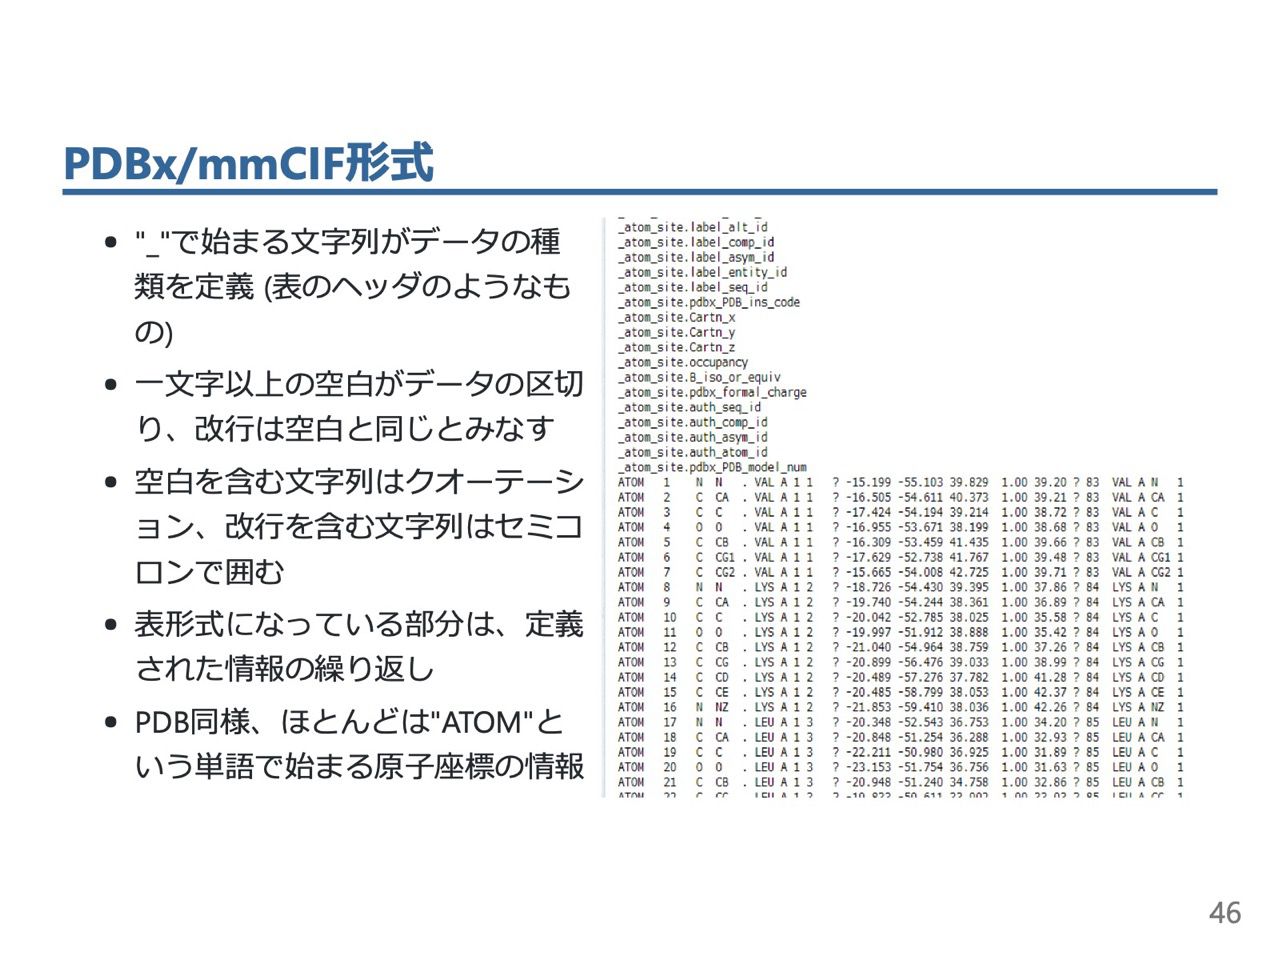 PDBx/mmCIF形式
• "_"で始まる文字列がデータの種
類を定義 (表のヘッダのようなも
の)
• 一文字以上の空白がデータの区切
り、改行は空白と同じとみなす
• 空白を含む文字列はクオーテーシ
ョン、改行を含む文字列はセミコ
ロンで囲む
• 表形式になっている部分は、定義
された情報の繰り返し
• PDB同様、ほとんどは"ATOM"と
いう単語で始まる原子座標の情報
_atom_site.label_alt_id
_atom_site.label_comp_id
_atom_site.label_asym_id
_atom_site.label_entity_id
_atom_site.label_seq_id
_atom_site.pdbx_PDB_ins_code
_atom_site.Cartn_x
_atom_site.Cartn_y
_atom_site.Cartn_z
_atom_site.occupancy
_atom_site.B_iso_or_equiv
_atom_site.pdbx_formal_charge
_atom_site.auth_seq_id
_atom_site.auth_comp_id
_atom_site.auth_asym_id
_atom_site.auth_atom_id
_atom_site.pdbx_PDB_model_num
ATOM 1 N N . VAL A 1 1 ? -15.199 -55.103 39.829 1.00 39.20 ? 83 VAL A N 1
ATOM 2 C CA . VAL A 1 1 ? -16.505 -54.611 40.373 1.00 39.21 ? 83 VAL A CA 1
ATOM 3 C C . VAL A 1 1 ? -17.424 -54.194 39.214 1.00 38.72 ? 83 VAL A C 1
ATOM 4 O O . VAL A 1 1 ? -16.955 -53.671 38.199 1.00 38.68 ? 83 VAL A O 1
ATOM 5 C CB . VAL A 1 1 ? -16.309 -53.459 41.435 1.00 39.66 ? 83 VAL A CB 1
ATOM 6 C CG1 . VAL A 1 1 ? -17.629 -52.738 41.767 1.00 39.48 ? 83 VAL A CG1 1
ATOM 7 C CG2 . VAL A 1 1 ? -15.665 -54.008 42.725 1.00 39.71 ? 83 VAL A CG2 1
ATOM 8 N N . LYS A 1 2 ? -18.726 -54.430 39.395 1.00 37.86 ? 84 LYS A N 1
ATOM 9 C CA . LYS A 1 2 ? -19.740 -54.244 38.361 1.00 36.89 ? 84 LYS A CA 1
ATOM 10 C C . LYS A 1 2 ? -20.042 -52.785 38.025 1.00 35.58 ? 84 LYS A C 1
ATOM 11 O O . LYS A 1 2 ? -19.997 -51.912 38.888 1.00 35.42 ? 84 LYS A O 1
ATOM 12 C CB . LYS A 1 2 ? -21.040 -54.964 38.759 1.00 37.26 ? 84 LYS A CB 1
ATOM 13 C CG . LYS A 1 2 ? -20.899 -56.476 39.033 1.00 38.99 ? 84 LYS A CG 1
ATOM 14 C CD . LYS A 1 2 ? -20.489 -57.276 37.782 1.00 41.28 ? 84 LYS A CD 1
ATOM 15 C CE . LYS A 1 2 ? -20.485 -58.799 38.053 1.00 42.37 ? 84 LYS A CE 1
ATOM 16 N NZ . LYS A 1 2 ? -21.853 -59.410 38.036 1.00 42.26 ? 84 LYS A NZ 1
ATOM 17 N N . LEU A 1 3 ? -20.348 -52.543 36.753 1.00 34.20 ? 85 LEU A N 1
ATOM 18 C CA . LEU A 1 3 ? -20.848 -51.254 36.288 1.00 32.93 ? 85 LEU A CA 1
ATOM 19 C C . LEU A 1 3 ? -22.211 -50.980 36.925 1.00 31.89 ? 85 LEU A C 1
ATOM 20 O O . LEU A 1 3 ? -23.153 -51.754 36.756 1.00 31.63 ? 85 LEU A O 1
ATOM 21 C CB . LEU A 1 3 ? -20.948 -51.240 34.758 1.00 32.86 ? 85 LEU A CB 1
46